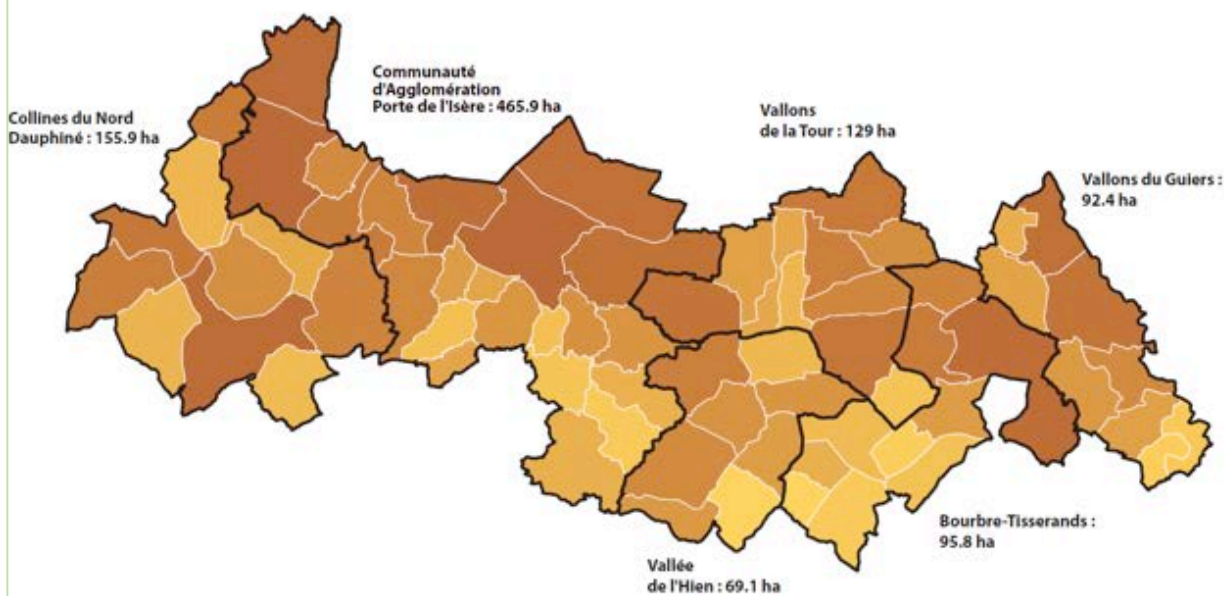 Communauté
d'Agglomération
Porte de l'Isère : 465.9 ha
Collines du Nord
Dauphiné : 155.9 ha
Vallons
de la Tour : 129 ha
Vallons du Guiers :
92.4 ha
Bourbre-Tisserands :
95.8 ha
Vallée
de l'Hien : 69.1 ha